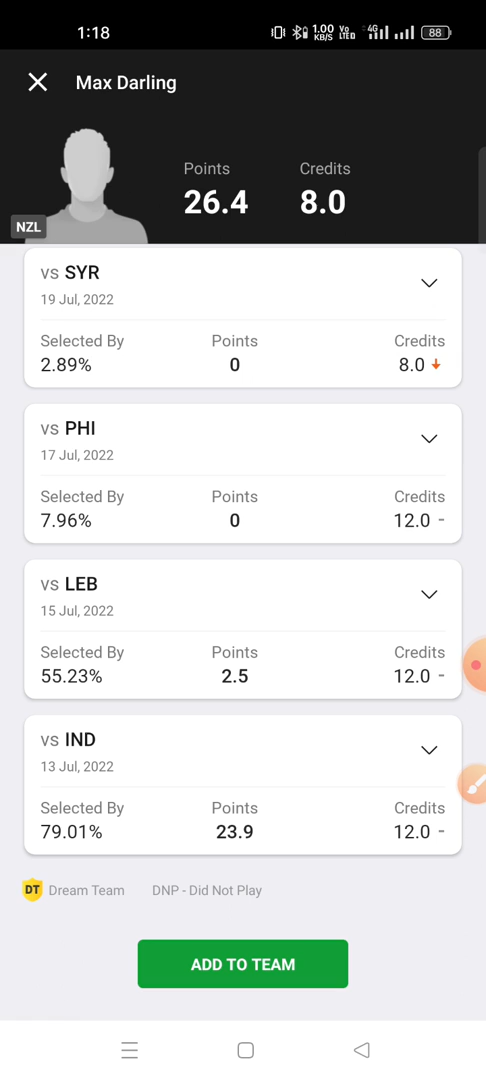 1:18 1.00 KB/S Vo LTE 4G 88
Max Darling
Points Credits
26.4 8.0
NZL
vs SYR
19 Jul, 2022
Selected By Points Credits
2.89% 0 8.0
vs PHI
17 Jul, 2022
Selected By Points Credits
7.96% 0 12.0 -
vs LEB
15 Jul, 2022
Selected By Points Credits
55.23% 2.5 12.0 -
vs IND
13 Jul, 2022
Selected By Points Credits
79.01% 23.9 12.0 -
DT Dream Team DNP - Did Not Play
ADD TO TEAM